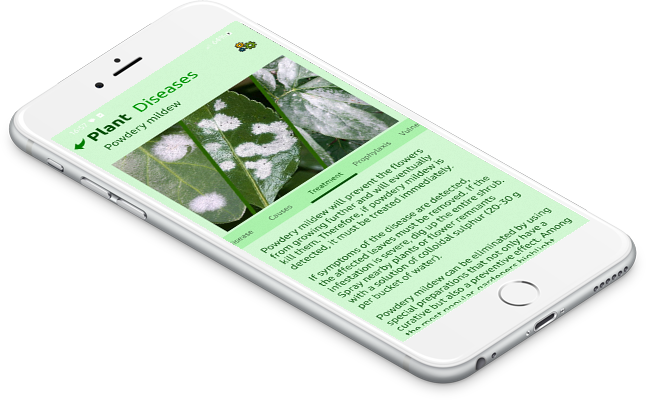 Plant Diseases
Powdery mildew
Causes
Treatment
Prophylaxis
Powdery mildew will prevent the flowers
from growing further and will eventually
kill them. Therefore, if powdery mildew is
detected, it must be treated immediately.
If symptoms of the disease are detected,
the affected leaves must be removed, if the
infestation is severe, dig up the entire shrub.
Spray nearby plants or flower remnants
with a solution of colloidal sulphur (20-30 g
per bucket of water).
Powdery mildew can be eliminated by using
special preparations that not only have a
curative but also a preventive effect. Among
the most popular